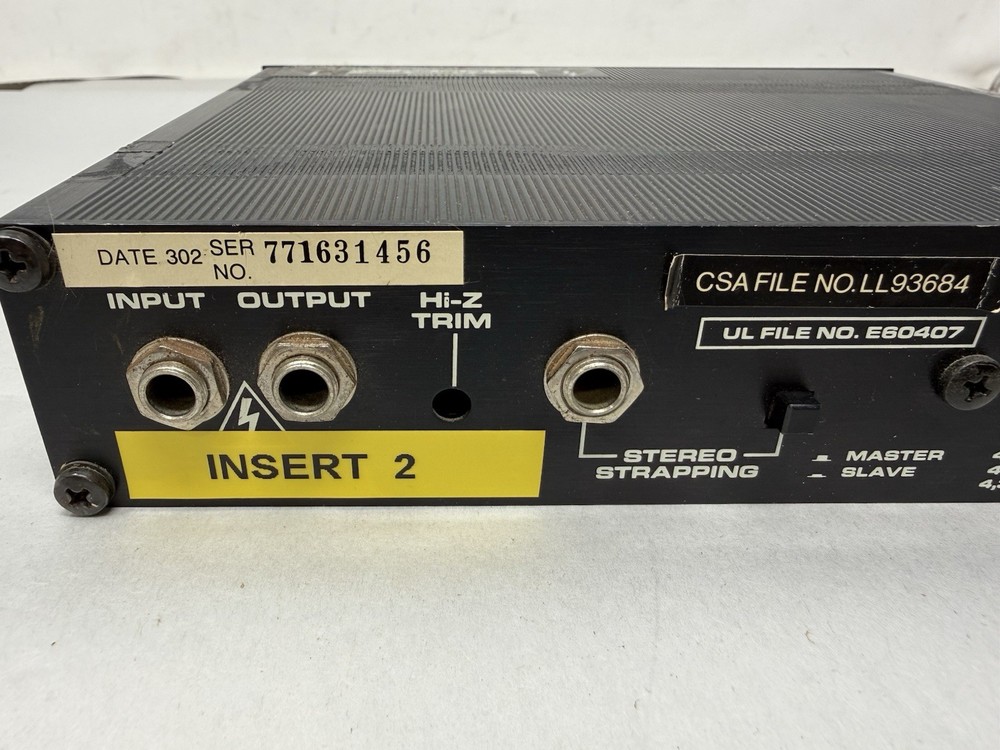 DATE 302 SER NO. 771631456
CSA FILE NO. LL93684
INPUT OUTPUT Hi-Z TRIM
UL FILE NO. E60407
INSERT 2
STEREO STRAPPING
MASTER
SLAVE